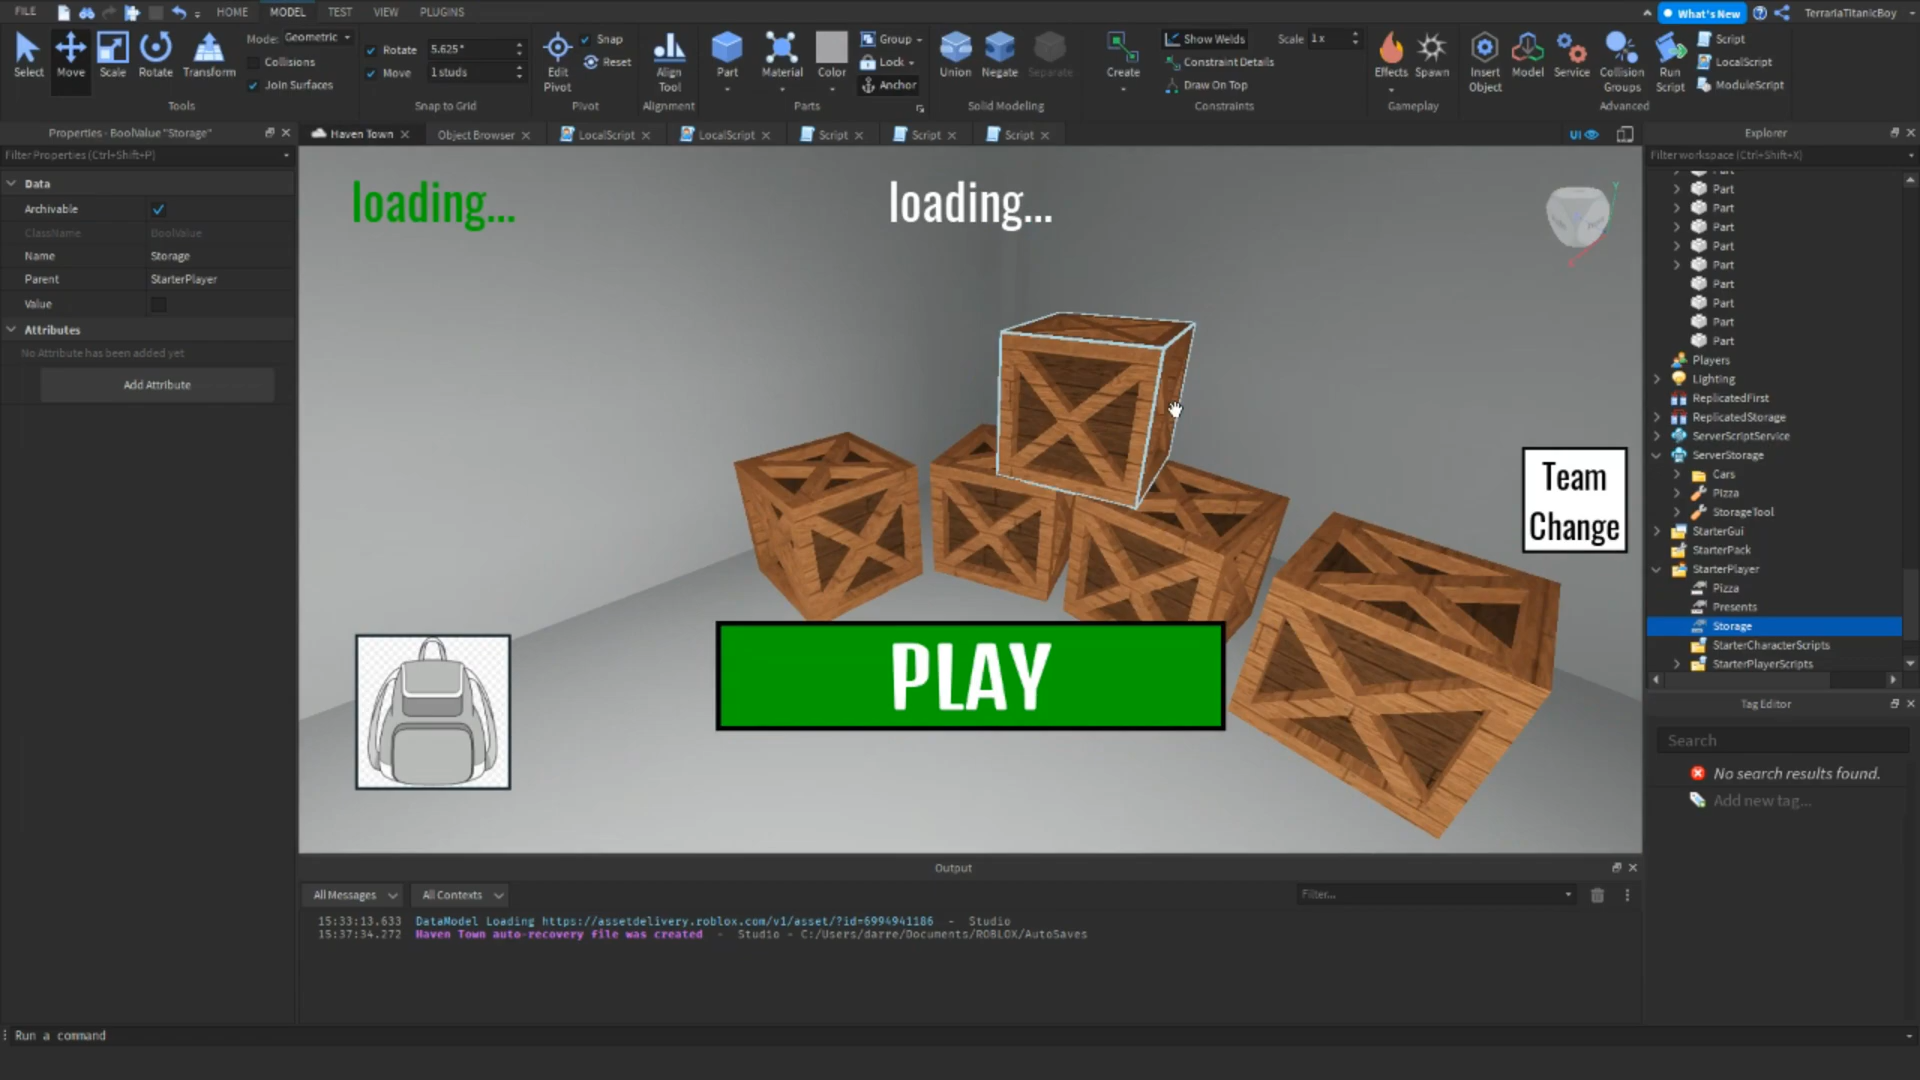 FILE HOME MODEL TEST VIEW PLUGINS What's New TerrariaTitanicBoy
Select Move Scale Rotate Transform
Mode: Geometric
Collisions
Join Surfaces
Tools
Rotate 5.625°
Move 1 studs
Snap to Grid
Edit Pivot
Snap
Reset
Pivot
Align Tool
Alignment
Part Material Color
Group
Lock
Anchor
Parts
Union Negate Separate
Solid Modeling
Create
Show Welds Scale 1x
Constraint Details
Draw On Top
Constraints
Effects Spawn
Gameplay
Insert Object Model Service Collision Groups Run Script
Script
LocalScript
ModuleScript
Advanced
Properties - BoolValue "Storage"
Filter Properties (Ctrl+Shift+P)
Data
Archivable
ClassName BoolValue
Name Storage
Parent StarterPlayer
Value
Attributes
No Attribute has been added yet
Add Attribute
Haven Town Object Browser LocalScript LocalScript Script Script Script UI
loading... loading...
Team
Change
PLAY
Output
All Messages All Contexts Filter...
15:33:13.633 DataModel Loading https://assetdelivery.roblox.com/v1/asset/?id=6994941186 - Studio
15:37:34.272 Haven Town auto-recovery file was created - Studio - C:/Users/darre/Documents/ROBLOX/AutoSaves
Explorer
Filter workspace (Ctrl+Shift+X)
Part
Part
Part
Part
Part
Part
Part
Part
Part
Players
Lighting
ReplicatedFirst
ReplicatedStorage
ServerScriptService
ServerStorage
Cars
Pizza
StorageTool
StarterGui
StarterPack
StarterPlayer
Pizza
Presents
Storage
StarterCharacterScripts
StarterPlayerScripts
Tag Editor
Search
No search results found.
Add new tag...
Run a command